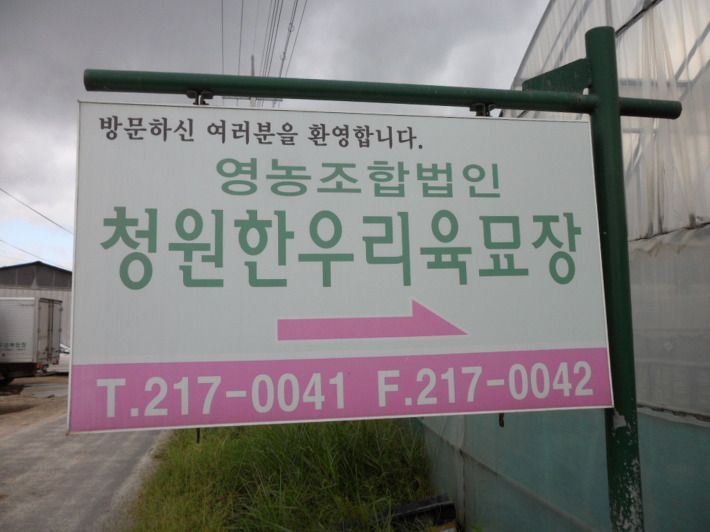 방문하신 여러분을 환영합니다.
영농조합법인
청원한우리육묘장
T.217-0041 F.217-0042